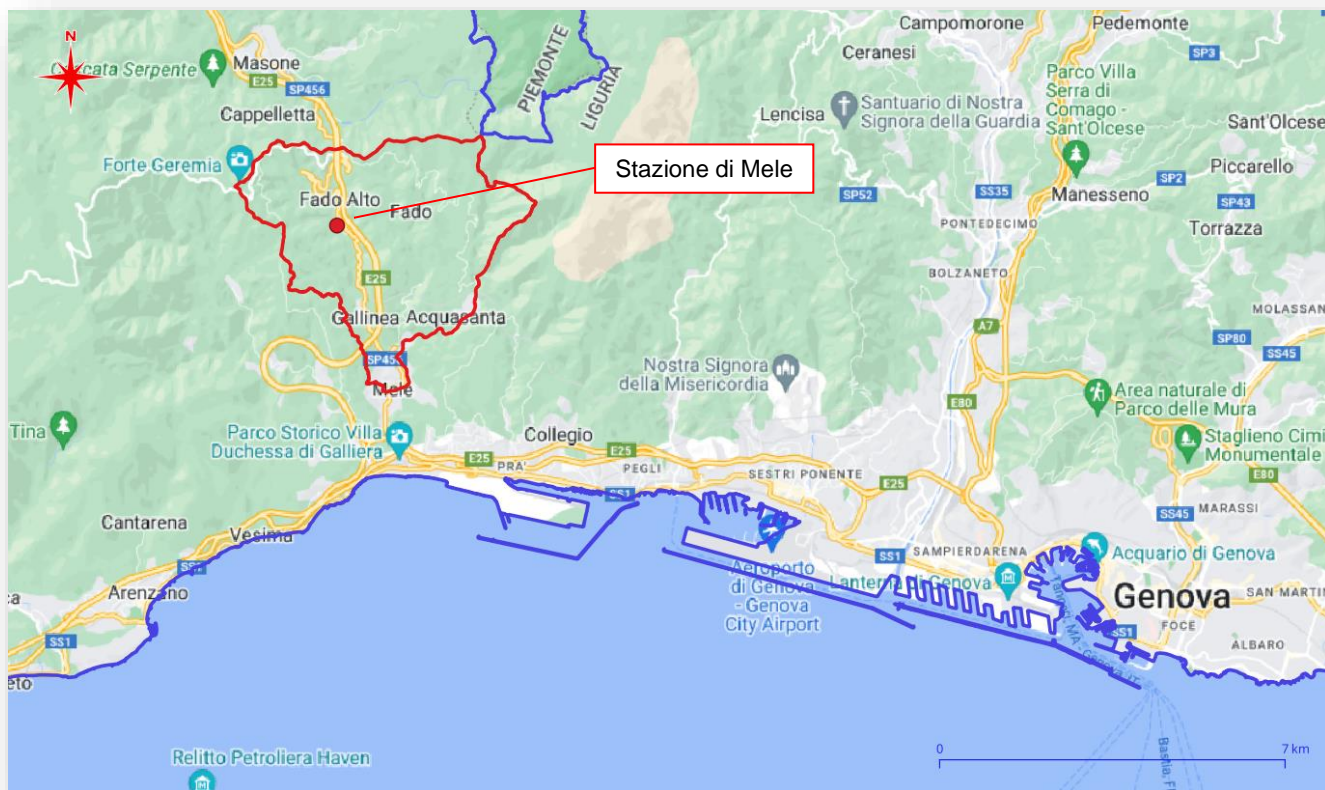 N
Masone
Cascata Serpente
E25
SP456
Cappelletta
PIEMONTE
LIGURIA
Campomorone
Pedemonte
Ceranesi
SP3
Parco Villa
Serra di
Comago -
Sant'Olcese
Lencisa
Santuario di Nostra
Signora della Guardia
Sant'Olcese
Forte Geremia
Stazione di Mele
Piccarello
SP2
SP52
SS35
Manesseno
SP43
Fado Alto
Fado
Torrazza
PONTEDECIMO
BOLZANETO
E25
Gallinea
Acquasanta
MOLASSAN
A7
SP80
SS45
SP45
Mele
Nostra Signora
della Misericordia
E80
Area naturale di
Parco delle Mura
Tina
Parco Storico Villa
Duchessa di Galliera
Collegio
Staglieno Cimi
Monumentale
E25
E25
PRA'
PEGLI
SESTRI PONENTE
E25
E80
SS1
SS45
MARASSI
Cantarena
Vesima
SAMPIERDARENA
Acquario di Genova
SS1
Aeroporto
di Genova
- Genova
City Airport
Lanterna di Genova
Arenzano
Genova
SAN MARTIN
SS1
SS1
FOCE
ALBARO
eto
Relitto Petroliera Haven
0
7 km